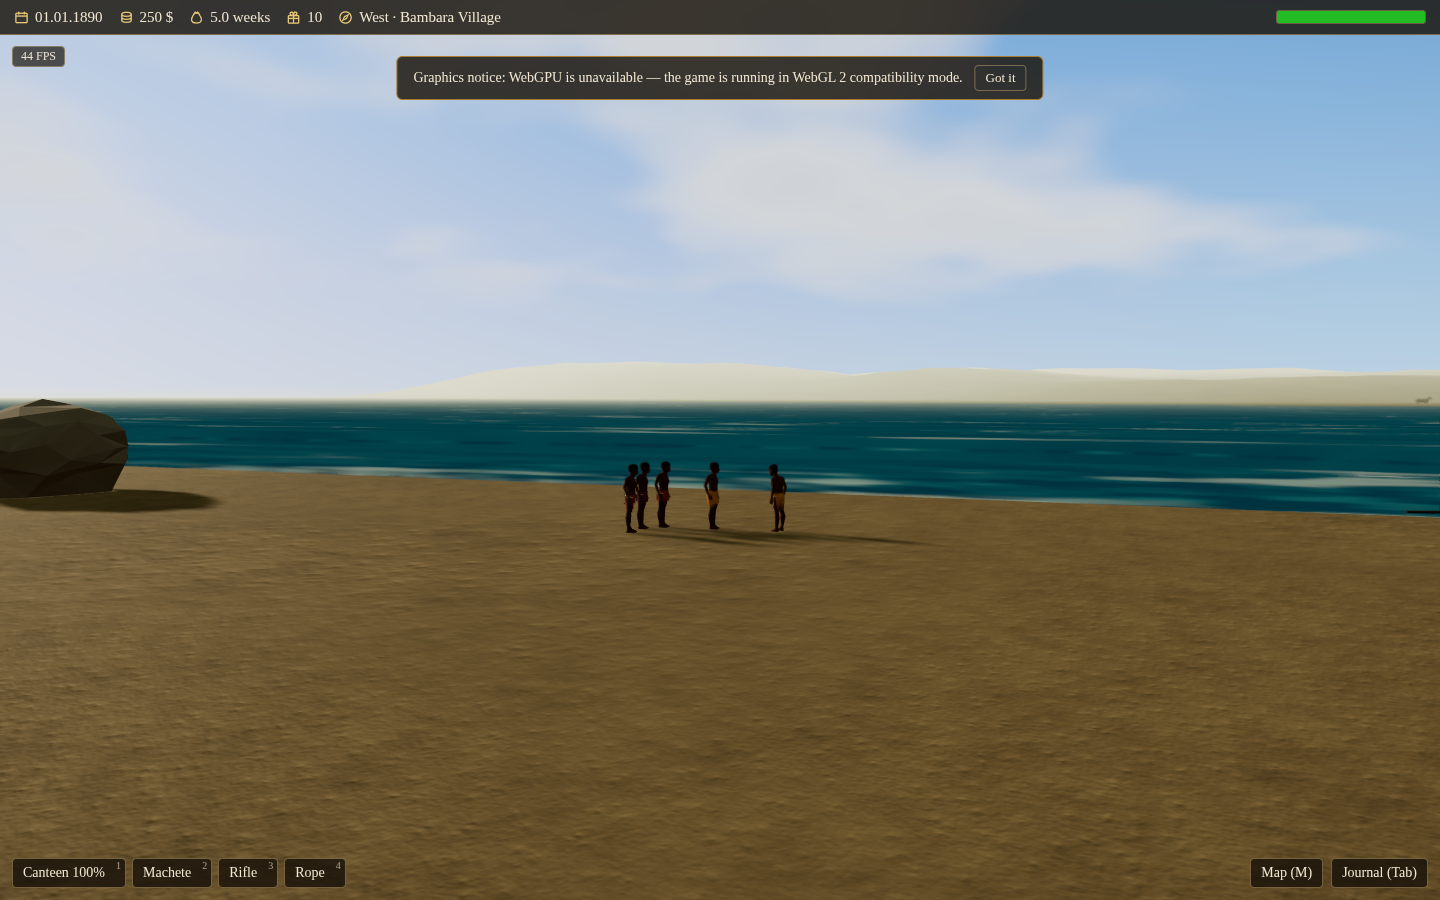 01.01.1890 250 $ 5.0 weeks 10 West · Bambara Village
44 FPS
Graphics notice: WebGPU is unavailable — the game is running in WebGL 2 compatibility mode. Got it
Canteen 100% 1 Machete 2 Rifle 3 Rope 4 Map (M) Journal (Tab)